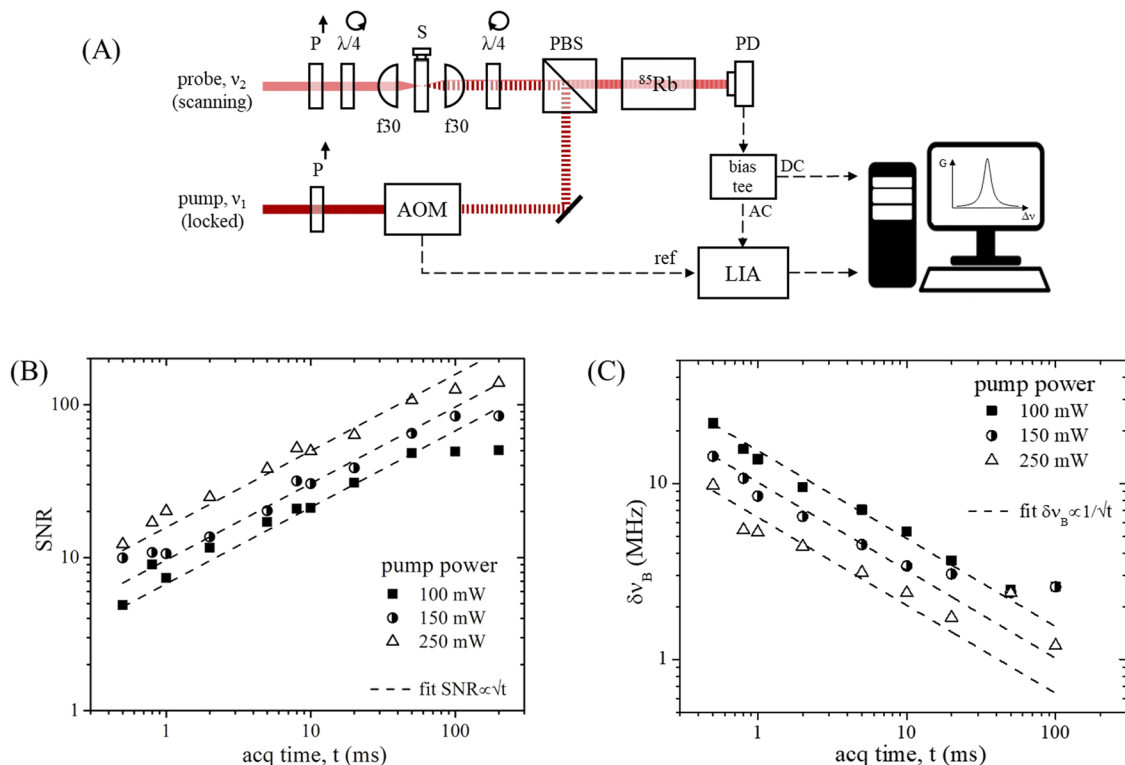 (A)
P
λ/4
S
λ/4
PBS
PD
probe, ν₂
(scanning)
⁸⁵Rb
f30
f30
P
pump, ν₁
(locked)
AOM
bias
tee
DC
AC
ref
LIA
G
Δν
(B)
SNR
100
10
1
pump power
100 mW
150 mW
250 mW
fit SNR∝√t
1
10
100
acq time, t (ms)
(C)
δν_B (MHz)
10
1
pump power
100 mW
150 mW
250 mW
fit δν_B∝1/√t
1
10
100
acq time, t (ms)